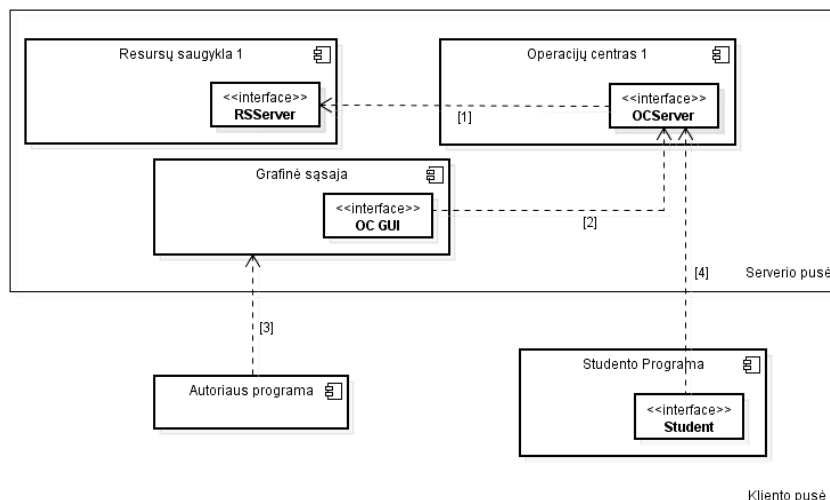 Resursų saugykla 1
<<interface>>
RSServer
[1]
Operacijų centras 1
<<interface>>
OCServer
Grafinė sąsaja
<<interface>>
OC GUI
[2]
[3]
[4]
Serverio pusė
Autoriaus programa
Studento Programa
<<interface>>
Student
Kliento pusė